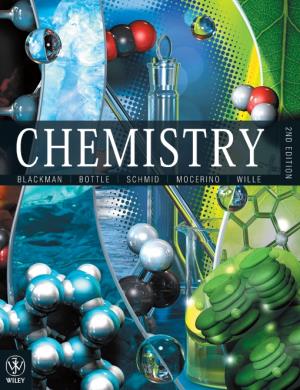 CHEMISTRY
2ND EDITION
BLACKMAN | BOTTLE | SCHMID | MOCERINO | WILLE
WILEY